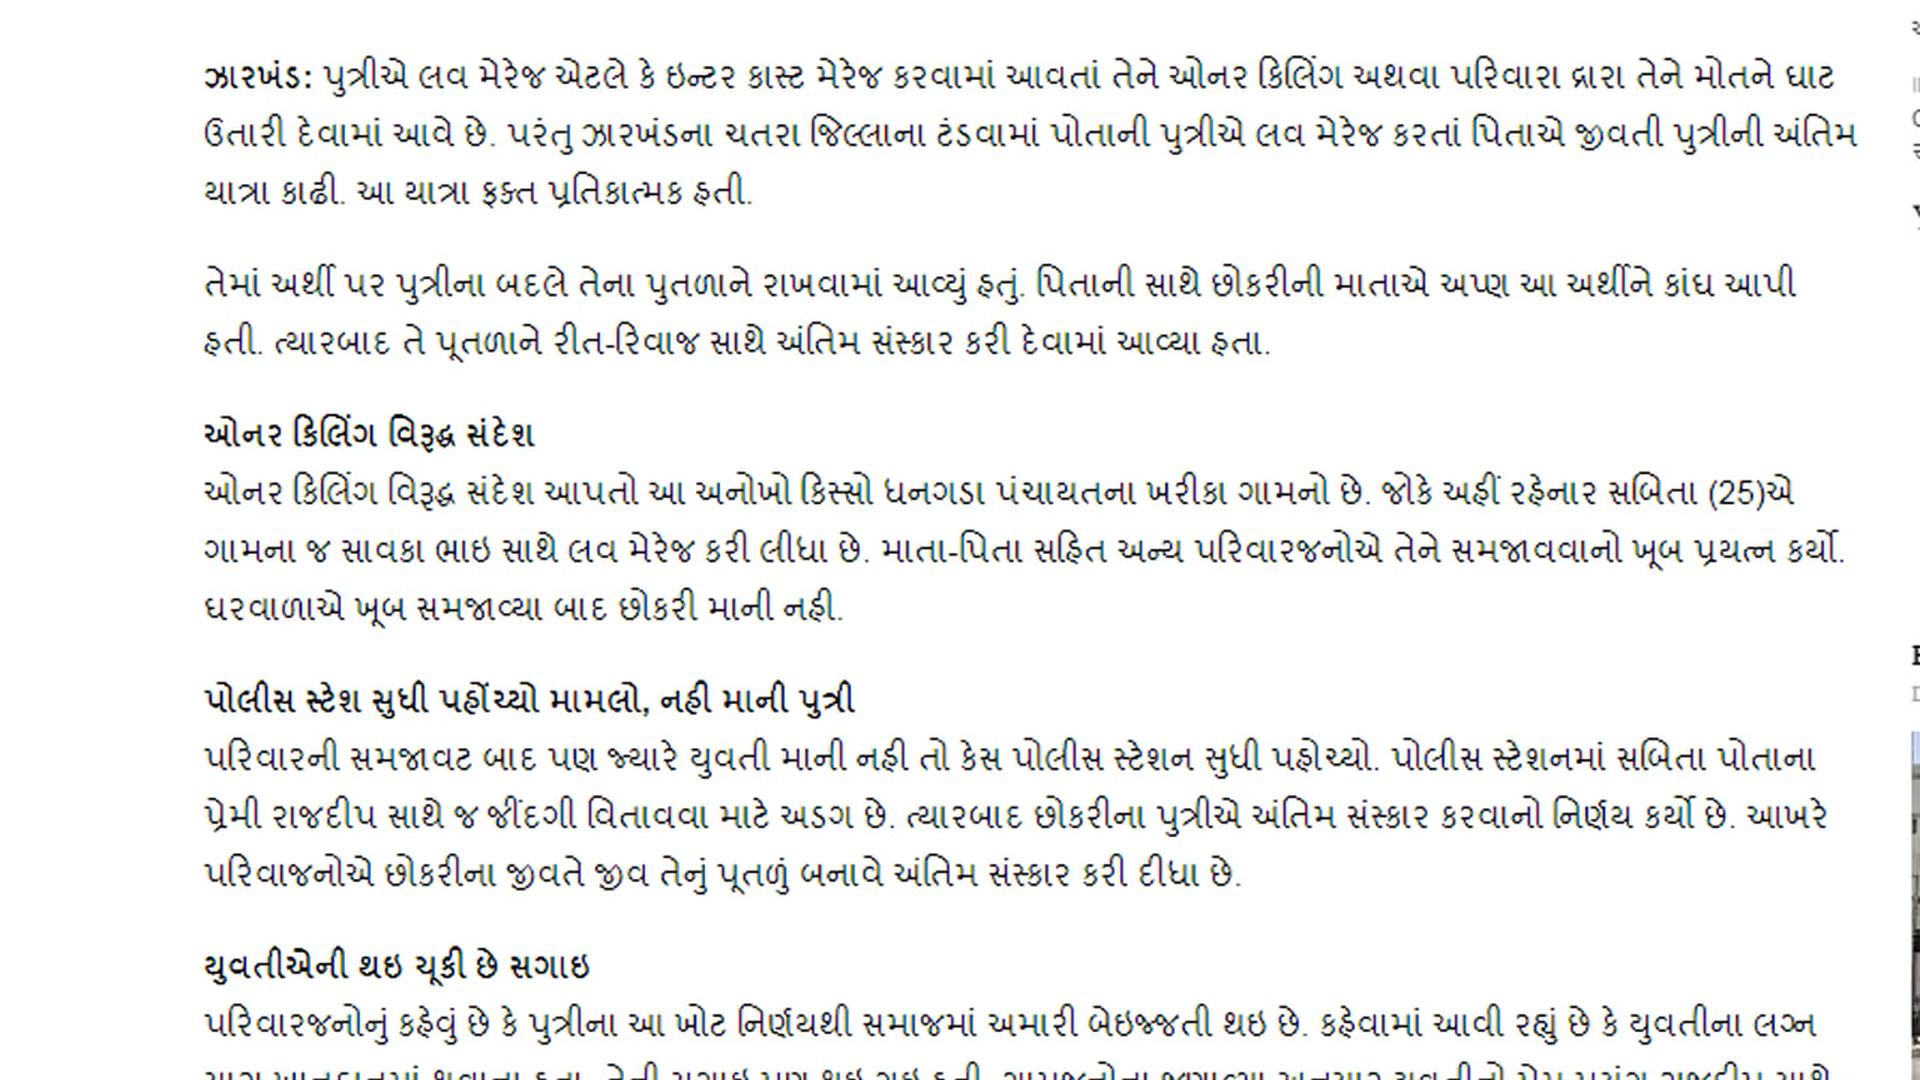 ઝારખંડ: પુત્રીએ લવ મેરેજ એટલે કે ઇન્ટર કાસ્ટ મેરેજ કરવામાં આવતાં તેને ઓનર કિલિંગ અથવા પરિવારા દ્રારા તેને મોતને ઘાટ
ઉતારી દેવામાં આવે છે. પરંતુ ઝારખંડના ચતરા જિલ્લાના ટંડવામાં પોતાની પુત્રીએ લવ મેરેજ કરતાં પિતાએ જીવતી પુત્રીની અંતિમ
યાત્રા કાઢી. આ યાત્રા ફક્ત પ્રતિકાત્મક હતી.
તેમાં અર્થી પર પુત્રીના બદલે તેના પુતળાને રાખવામાં આવ્યું હતું. પિતાની સાથે છોકરીની માતાએ અપ્ણ આ અર્થીને કાંઘ આપી
હતી. ત્યારબાદ તે પૂતળાને રીત-રિવાજ સાથે અંતિમ સંસ્કાર કરી દેવામાં આવ્યા હતા.
ઓનર કિલિંગ વિરૂદ્ધ સંદેશ
ઓનર કિલિંગ વિરૂદ્ધ સંદેશ આપતો આ અનોખો કિસ્સો ધનગડા પંચાયતના ખરીકા ગામનો છે. જોકે અહીં રહેનાર સબિતા (25)એ
ગામના જ સાવકા ભાઇ સાથે લવ મેરેજ કરી લીધા છે. માતા-પિતા સહિત અન્ય પરિવારજનોએ તેને સમજાવવાનો ખૂબ પ્રયત્ન કર્યો.
ઘરવાળાએ ખૂબ સમજાવ્યા બાદ છોકરી માની નહી.
પોલીસ સ્ટેશ સુધી પહોંચ્યો મામલો, નહી માની પુત્રી
પરિવારની સમજાવટ બાદ પણ જ્યારે યુવતી માની નહી તો કેસ પોલીસ સ્ટેશન સુધી પહોચ્યો. પોલીસ સ્ટેશનમાં સબિતા પોતાના
પ્રેમી રાજદીપ સાથે જ જીંદગી વિતાવવા માટે અડગ છે. ત્યારબાદ છોકરીના પુત્રીએ અંતિમ સંસ્કાર કરવાનો નિર્ણય કર્યો છે. આખરે
પરિવાજનોએ છોકરીના જીવતે જીવ તેનું પૂતળું બનાવે અંતિમ સંસ્કાર કરી દીધા છે.
યુવતીએની થઇ ચૂકી છે સગાઇ
પરિવારજનોનું કહેવું છે કે પુત્રીના આ ખોટ નિર્ણયથી સમાજમાં અમારી બેઇજ્જતી થઇ છે. કહેવામાં આવી રહ્યું છે કે યુવતીના લગ્ન